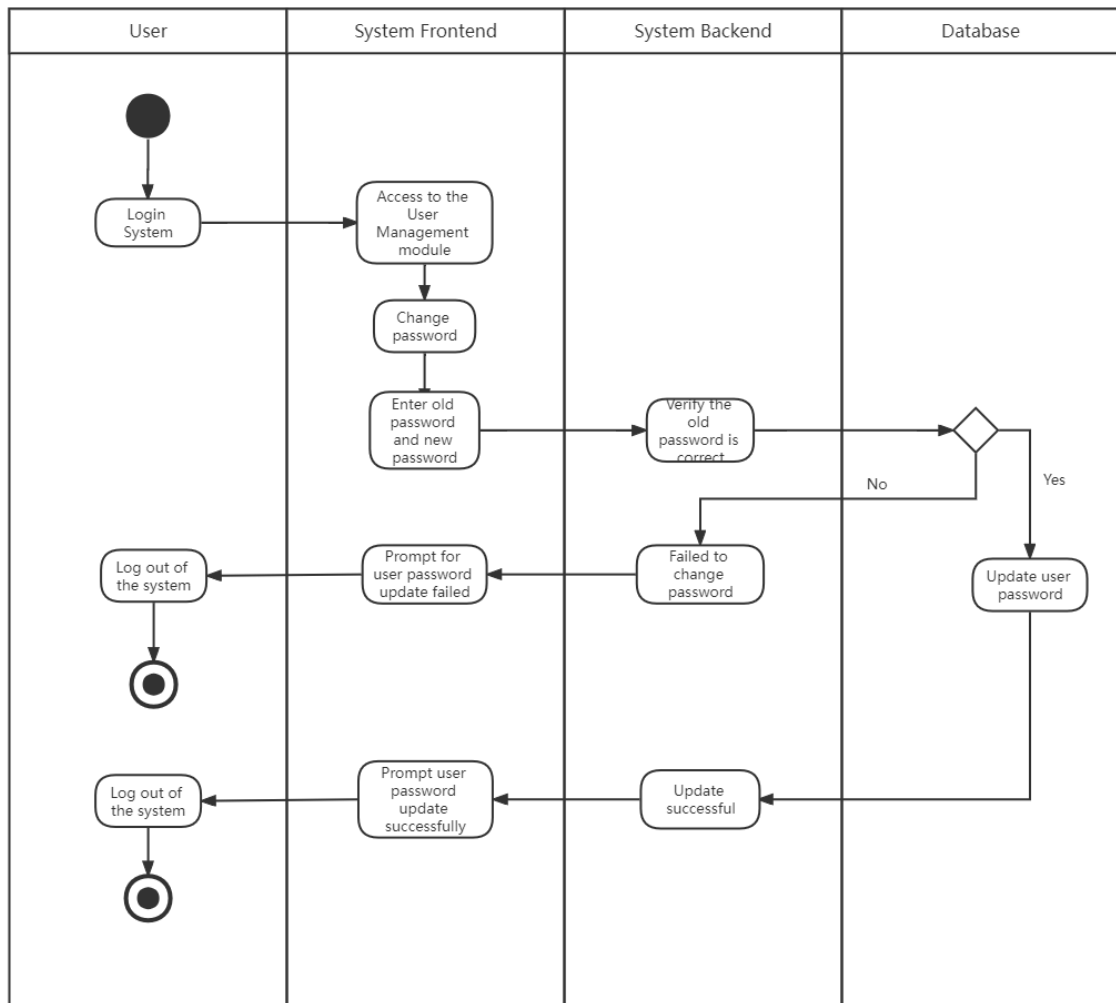 User
System Frontend
System Backend
Database
Login
System
Access to the
User
Management
module
Change
password
Enter old
password
and new
password
Verify the
old
password is
correct
No
Yes
Log out of
the system
Prompt for
user password
update failed
Failed to
change
password
Update user
password
Log out of
the system
Prompt user
password
update
successfully
Update
successful